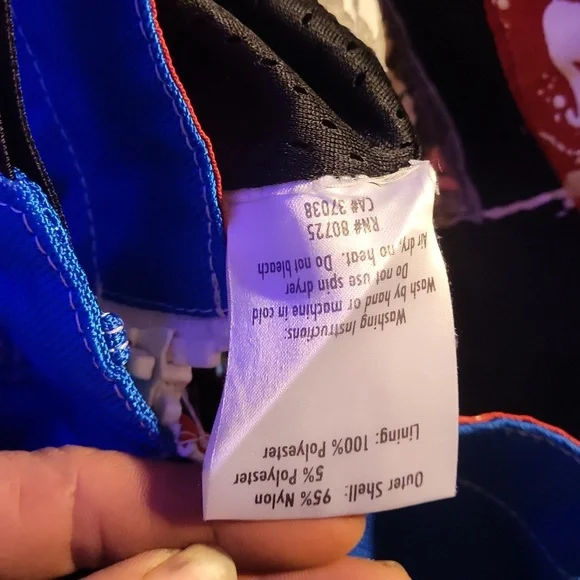 Outer Shell: 95% Nylon
5% Polyester
Lining: 100% Polyester
Washing Instructions:
Wash by hand or machine in cold
Do not use spin dryer
Air dry, no heat. Do not bleach
RN# 80725
CA# 37038